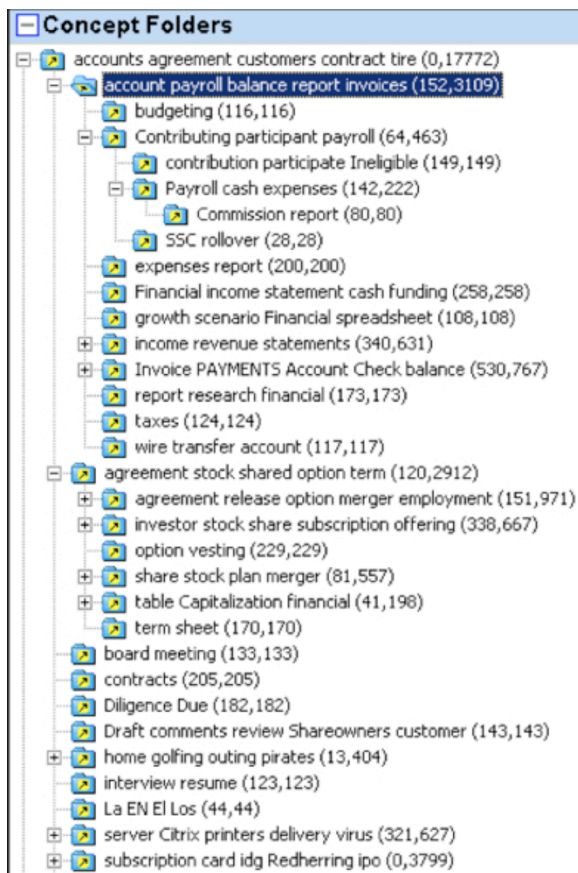 Concept Folders
accounts agreement customers contract tire (0,17772)
account payroll balance report invoices (152,3109)
budgeting (116,116)
Contributing participant payroll (64,463)
contribution participate Ineligible (149,149)
Payroll cash expenses (142,222)
Commission report (80,80)
SSC rollover (28,28)
expenses report (200,200)
Financial income statement cash funding (258,258)
growth scenario Financial spreadsheet (108,108)
income revenue statements (340,631)
Invoice PAYMENTS Account Check balance (530,767)
report research financial (173,173)
taxes (124,124)
wire transfer account (117,117)
agreement stock shared option term (120,2912)
agreement release option merger employment (151,971)
investor stock share subscription offering (338,667)
option vesting (229,229)
share stock plan merger (81,557)
table Capitalization financial (41,198)
term sheet (170,170)
board meeting (133,133)
contracts (205,205)
Diligence Due (182,182)
Draft comments review Shareowners customer (143,143)
home golfing outing pirates (13,404)
interview resume (123,123)
La EN El Los (44,44)
server Citrix printers delivery virus (321,627)
subscription card idg Redherring ipo (0,3799)